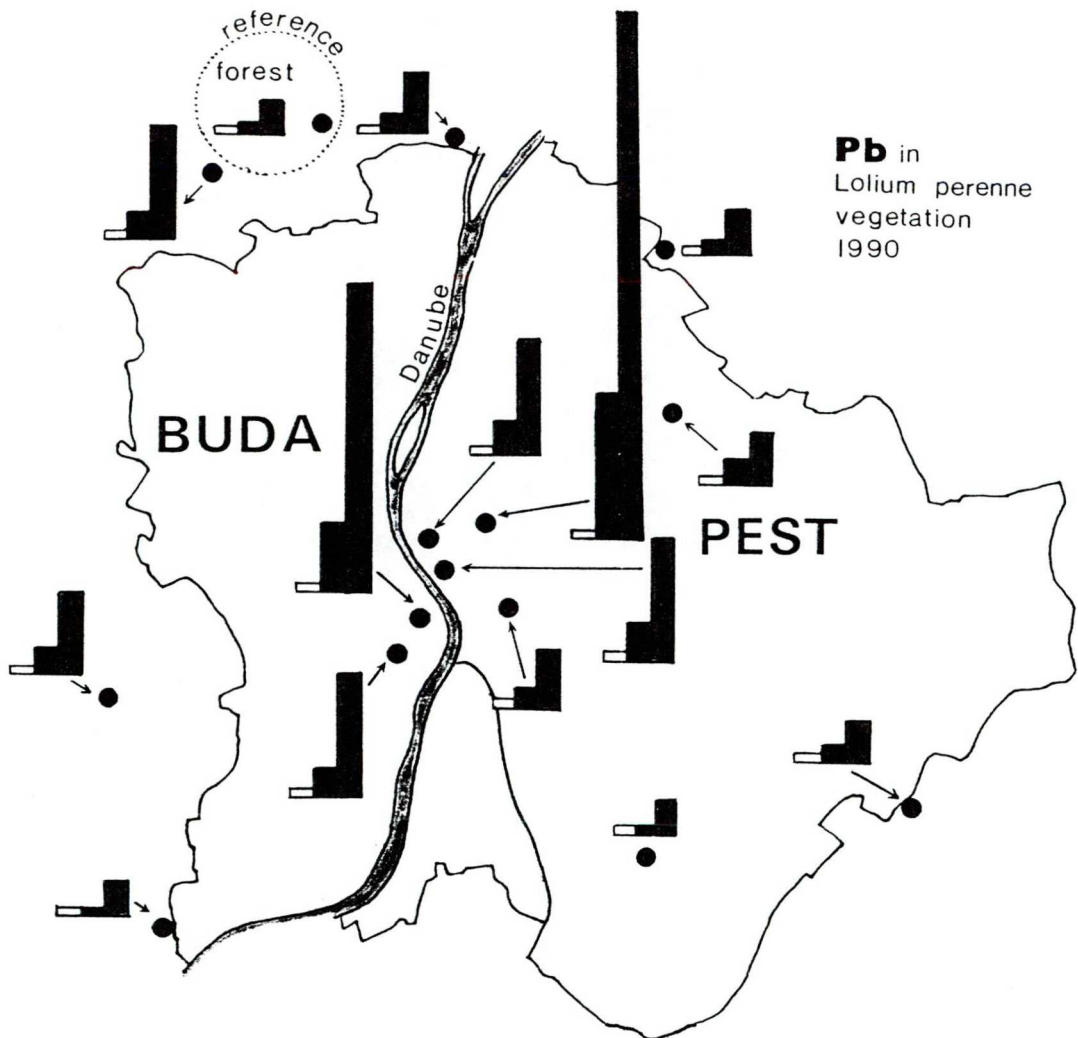 reference
forest
Pb in
Lolium perenne
vegetation
1990
Danube
BUDA
PEST